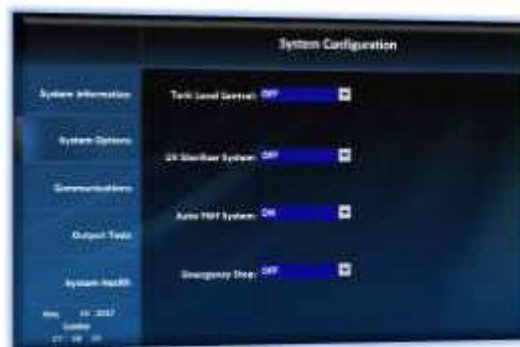 System Configuration
System Information
Tank Level Control: OFF
System Options
UV Sterilizer System: OFF
Communications
Auto System: ON
Output Tests
Emergency Stop: OFF
System Health
2017